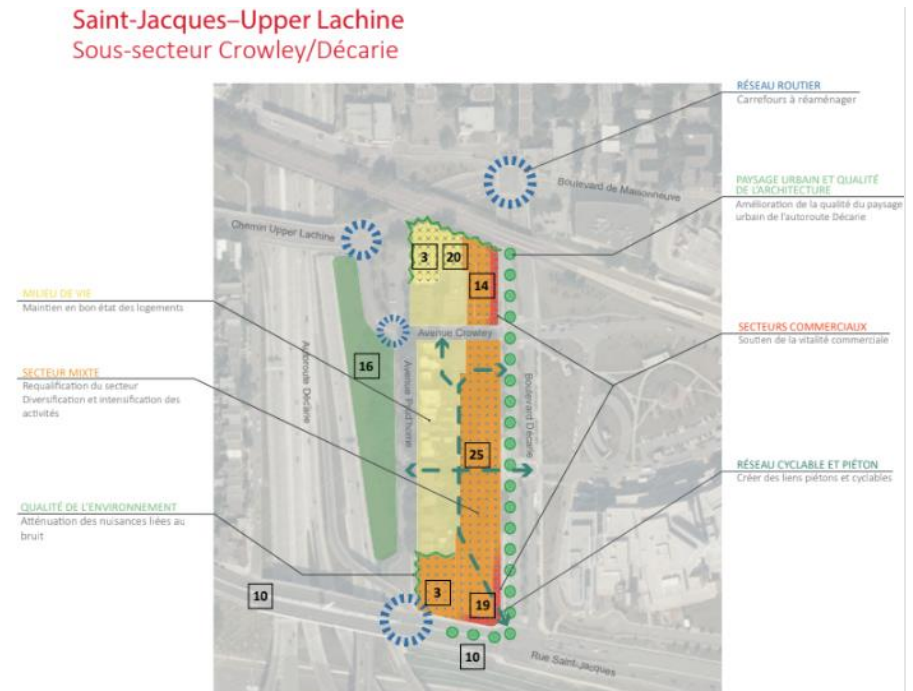 Saint-Jacques–Upper Lachine
Sous-secteur Crowley/Décarie
RÉSEAU ROUTIER
Carrefours à réaménager
PAYSAGE URBAIN ET QUALITÉ
DE L'ARCHITECTURE
Amélioration de la qualité du paysage
urbain de l'autoroute Décarie
Boulevard de Maisonneuve
Chemin Upper Lachine
3
20
14
MILIEU DE VIE
Maintien en bon état des logements
SECTEURS COMMERCIAUX
Soutien de la vitalité commerciale
Avenue Crowley
16
Autoroute Décarie
Avenue Prud'homme
Boulevard Décarie
SECTEUR MIXTE
Requalification du secteur
Diversification et intensification des
activités
25
RÉSEAU CYCLABLE ET PIÉTON
Créer des liens piétons et cyclables
QUALITÉ DE L'ENVIRONNEMENT
Atténuation des nuisances liées au
bruit
10
3
19
10
Rue Saint-Jacques